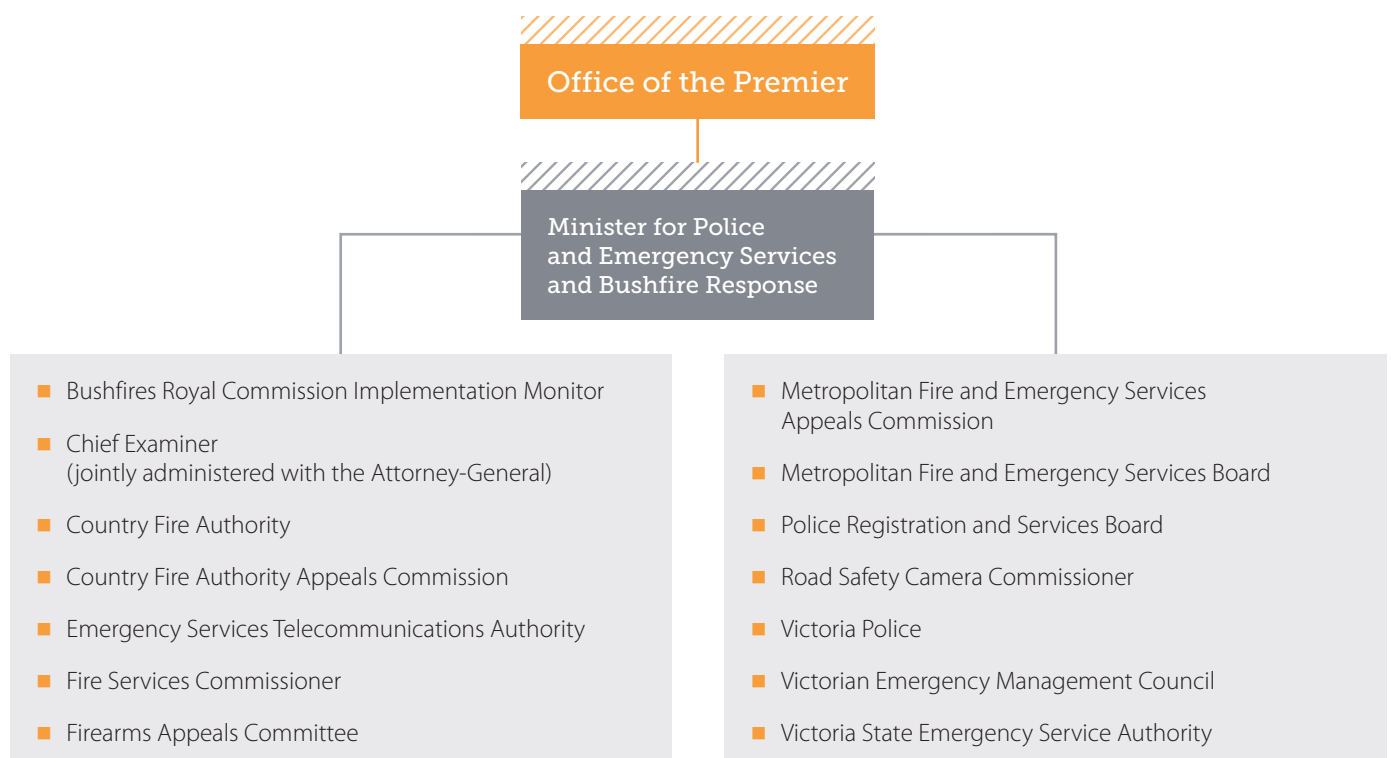 Office of the Premier
Minister for Police
and Emergency Services
and Bushfire Response
Bushfires Royal Commission Implementation Monitor
Chief Examiner
(jointly administered with the Attorney-General)
Country Fire Authority
Country Fire Authority Appeals Commission
Emergency Services Telecommunications Authority
Fire Services Commissioner
Firearms Appeals Committee
Metropolitan Fire and Emergency Services
Appeals Commission
Metropolitan Fire and Emergency Services Board
Police Registration and Services Board
Road Safety Camera Commissioner
Victoria Police
Victorian Emergency Management Council
Victoria State Emergency Service Authority